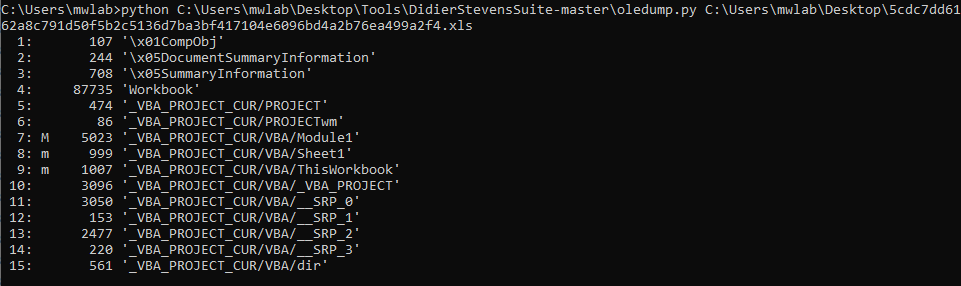 C:\Users\mwlab>python C:\Users\mwlab\Desktop\Tools\DidierStevensSuite-master\oledump.py C:\Users\mwlab\Desktop\5cdc7dd61
62a8c791d50f5b2c5136d7ba3bf417104e6096bd4a2b76ea499a2f4.xls
  1:       107 '\x01CompObj'
  2:       244 '\x05DocumentSummaryInformation'
  3:       708 '\x05SummaryInformation'
  4:     87735 'Workbook'
  5:       474 '_VBA_PROJECT_CUR/PROJECT'
  6:        86 '_VBA_PROJECT_CUR/PROJECTwm'
  7: M    5023 '_VBA_PROJECT_CUR/VBA/Module1'
  8: m     999 '_VBA_PROJECT_CUR/VBA/Sheet1'
  9: m    1007 '_VBA_PROJECT_CUR/VBA/ThisWorkbook'
 10:      3096 '_VBA_PROJECT_CUR/VBA/_VBA_PROJECT'
 11:      3050 '_VBA_PROJECT_CUR/VBA/__SRP_0'
 12:       153 '_VBA_PROJECT_CUR/VBA/__SRP_1'
 13:      2477 '_VBA_PROJECT_CUR/VBA/__SRP_2'
 14:       220 '_VBA_PROJECT_CUR/VBA/__SRP_3'
 15:       561 '_VBA_PROJECT_CUR/VBA/dir'